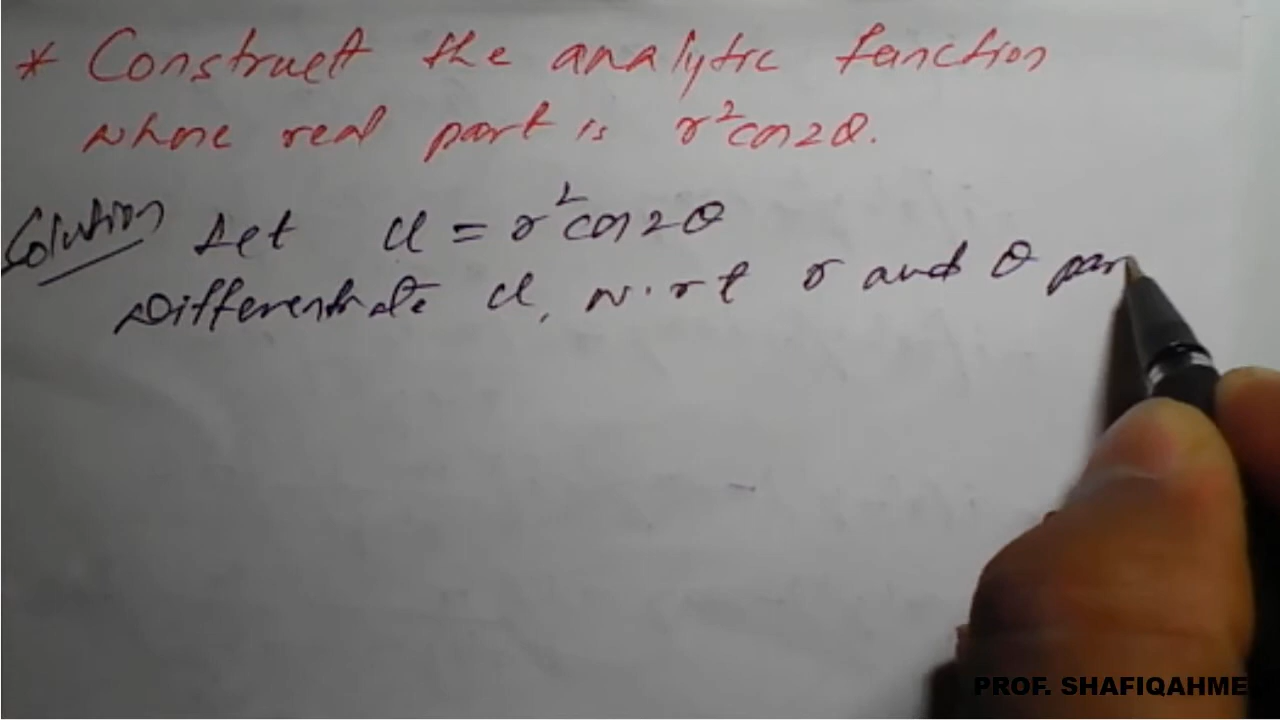 * Construct the analytic function
whose real part is r²cos2θ.
Solution Let u = r²cos2θ
Differentiate u, w.r.t r and θ par
PROF. SHAFIQAHME